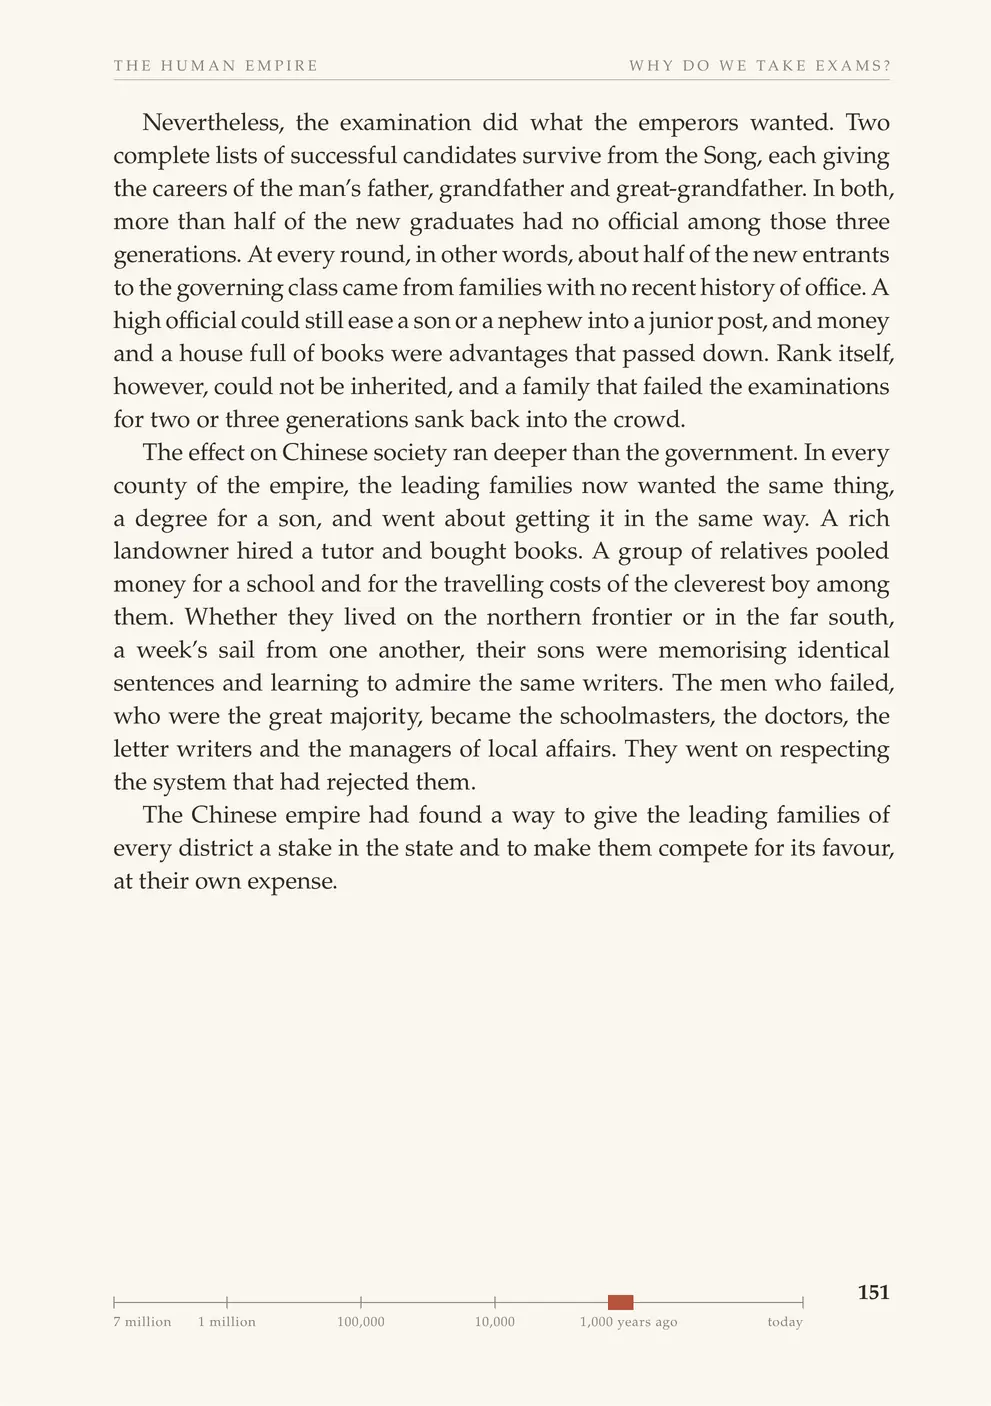 THE HUMAN EMPIRE
WHY DO WE TAKE EXAMS?
Nevertheless, the examination did what the emperors wanted. Two
complete lists of successful candidates survive from the Song, each giving
the careers of the man’s father, grandfather and great-grandfather. In both,
more than half of the new graduates had no official among those three
generations. At every round, in other words, about half of the new entrants
to the governing class came from families with no recent history of office. A
high official could still ease a son or a nephew into a junior post, and money
and a house full of books were advantages that passed down. Rank itself,
however, could not be inherited, and a family that failed the examinations
for two or three generations sank back into the crowd.
The effect on Chinese society ran deeper than the government. In every
county of the empire, the leading families now wanted the same thing,
a degree for a son, and went about getting it in the same way. A rich
landowner hired a tutor and bought books. A group of relatives pooled
money for a school and for the travelling costs of the cleverest boy among
them. Whether they lived on the northern frontier or in the far south,
a week’s sail from one another, their sons were memorising identical
sentences and learning to admire the same writers. The men who failed,
who were the great majority, became the schoolmasters, the doctors, the
letter writers and the managers of local affairs. They went on respecting
the system that had rejected them.
The Chinese empire had found a way to give the leading families of
every district a stake in the state and to make them compete for its favour,
at their own expense.
151
7 million 1 million 100,000 10,000 1,000 years ago today